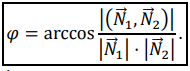 φ = arccos |(N⃗₁, N⃗₂)| / |N⃗₁| · |N⃗₂| .